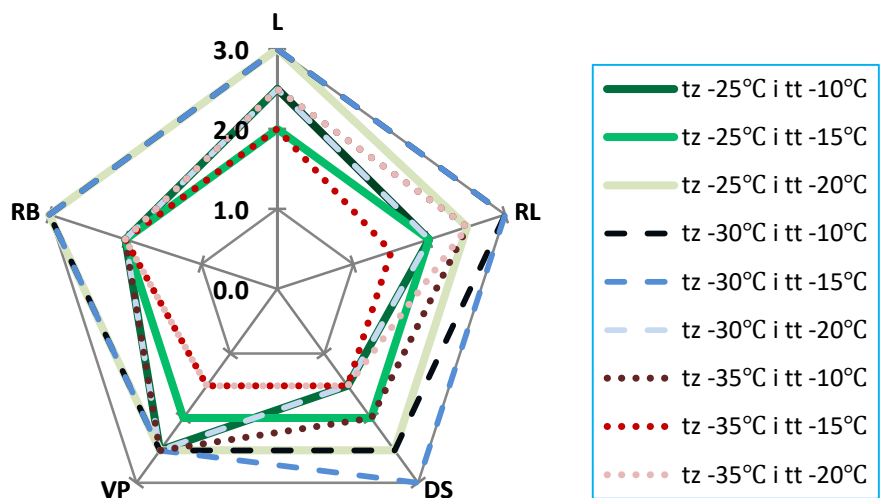 L
3.0
2.0
1.0
0.0
RB
RL
VP
DS
tz -25℃ i tt -10℃
tz -25℃ i tt -15℃
tz -25℃ i tt -20℃
tz -30℃ i tt -10℃
tz -30℃ i tt -15℃
tz -30℃ i tt -20℃
tz -35℃ i tt -10℃
tz -35℃ i tt -15℃
tz -35℃ i tt -20℃